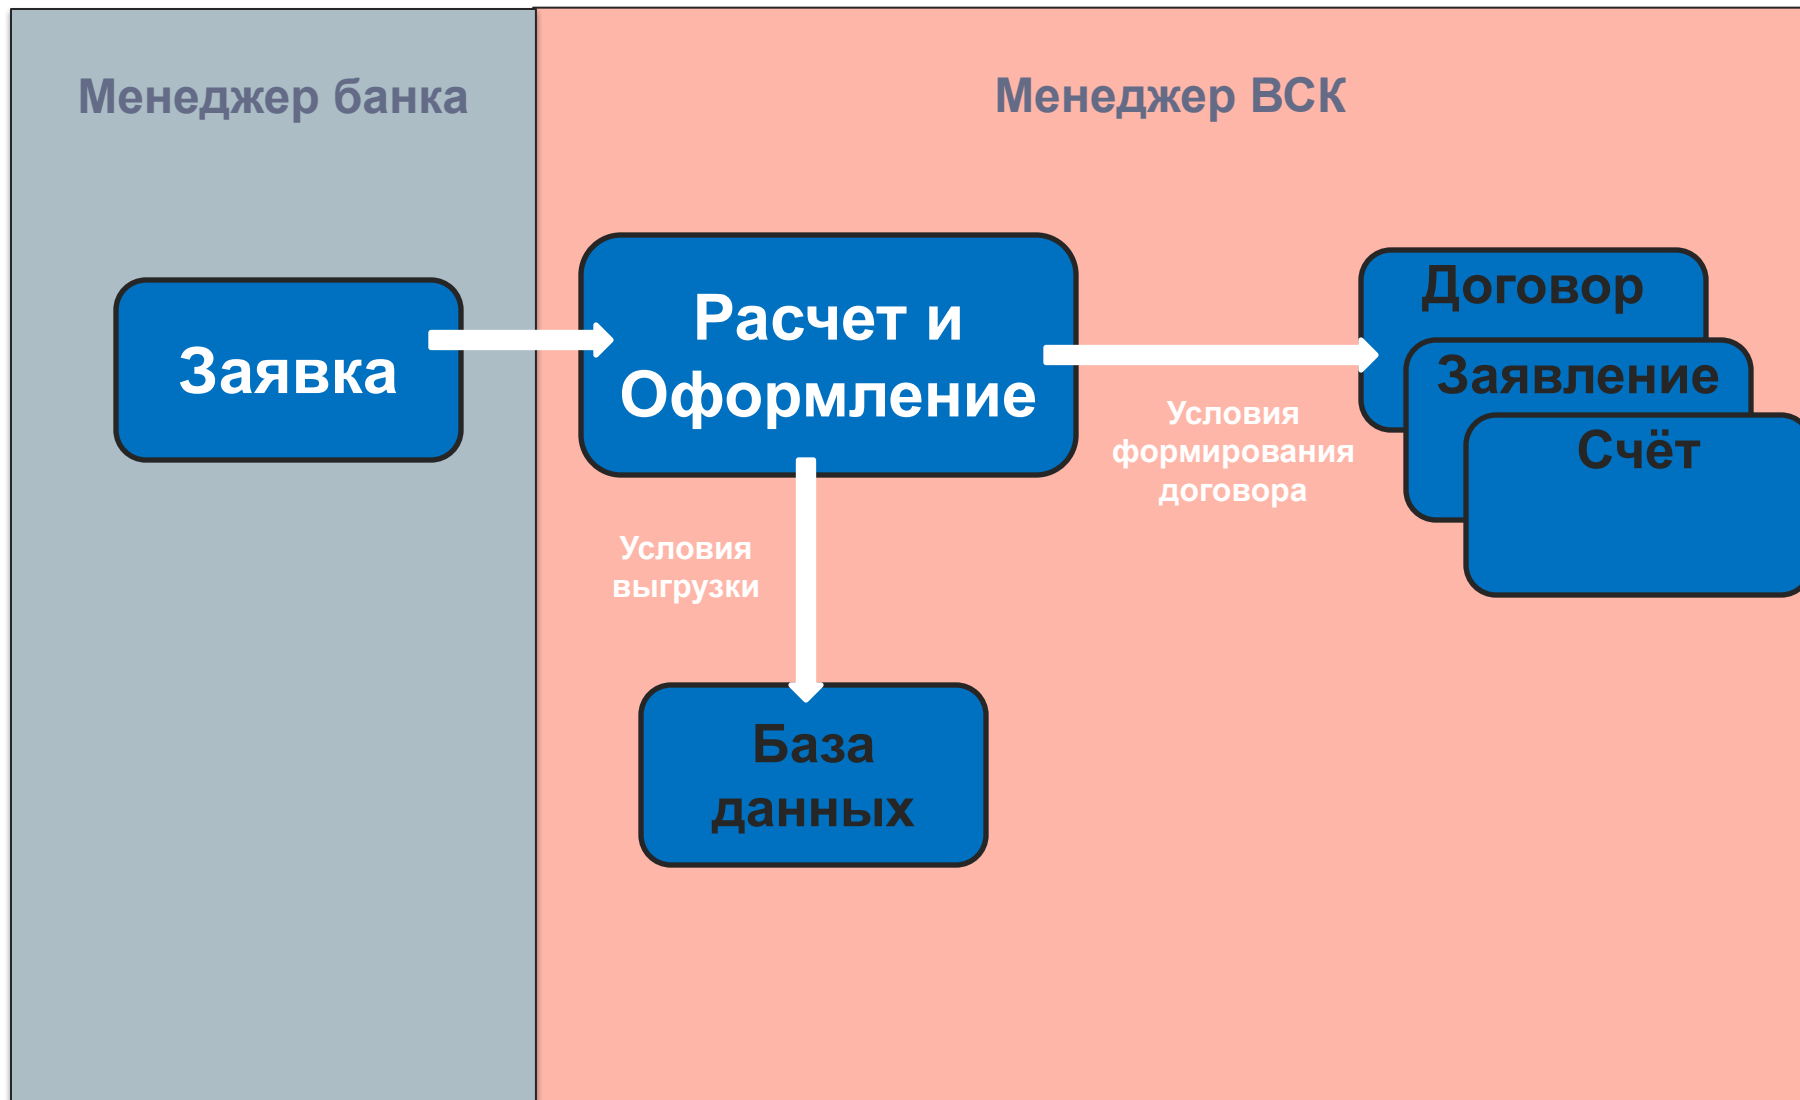 Менеджер банка
Менеджер ВСК
Заявка
Расчет и
Оформление
Договор
Заявление
Счёт
Условия
формирования
договора
Условия
выгрузки
База
данных